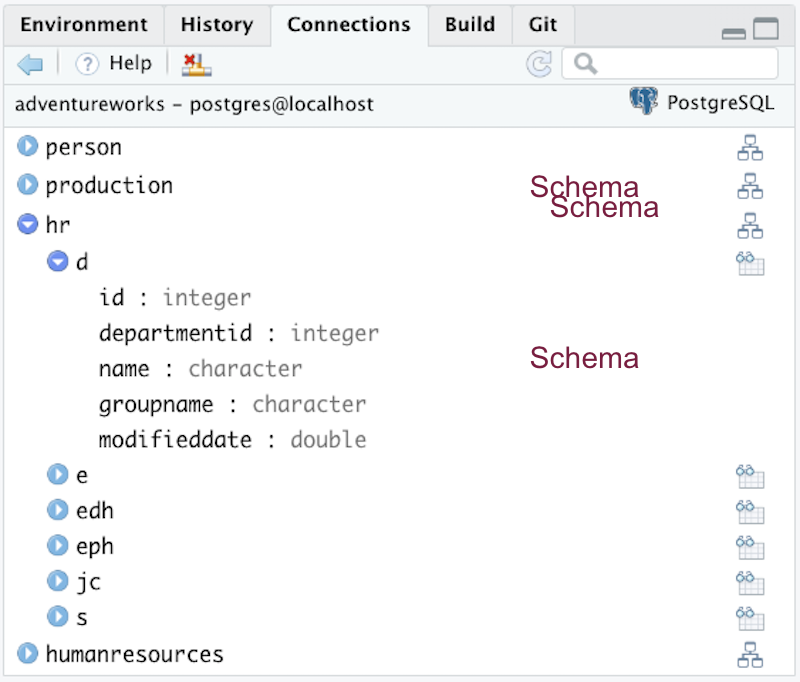 Environment History Connections Build Git
? Help
adventureworks – postgres@localhost PostgreSQL
person
production Schema
Schema
hr
d
id : integer
departmentid : integer
name : character Schema
groupname : character
modifieddate : double
e
edh
eph
jc
s
humanresources